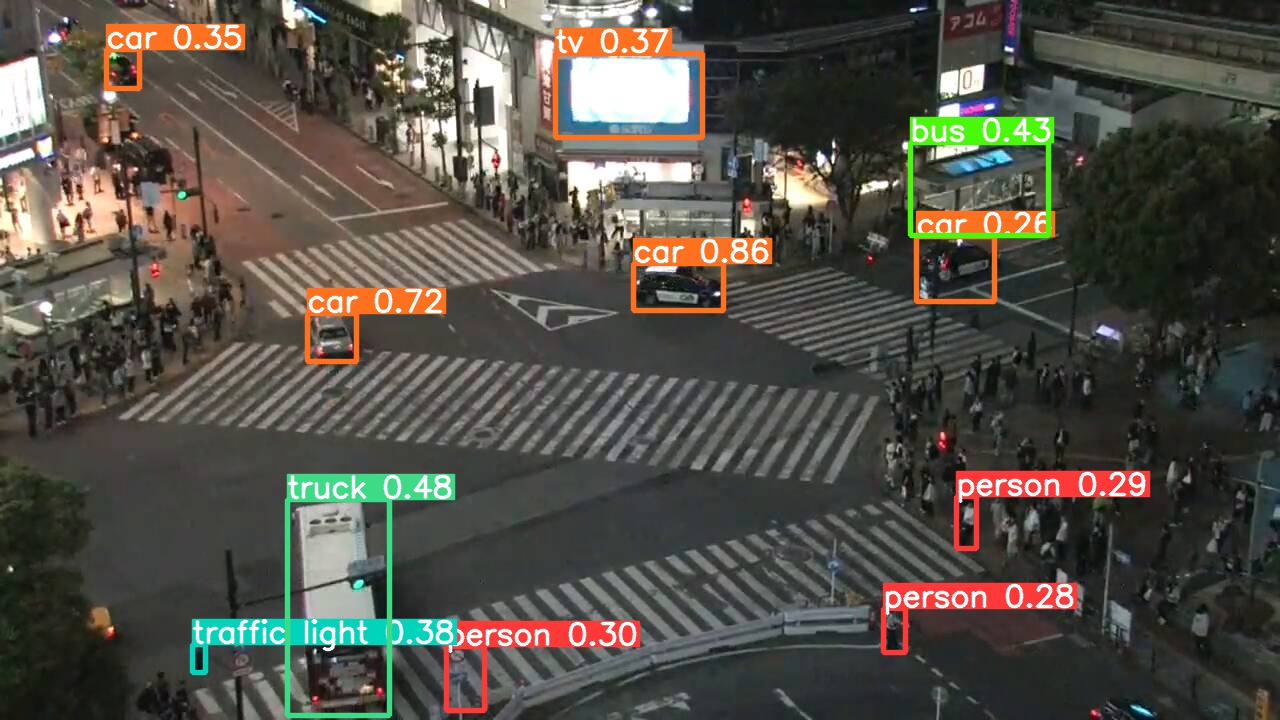 car 0.35
tv 0.37
アコム
bus 0.43
car 0.26
car 0.86
car 0.72
truck 0.48
person 0.29
person 0.28
traffic light 0.38
person 0.30